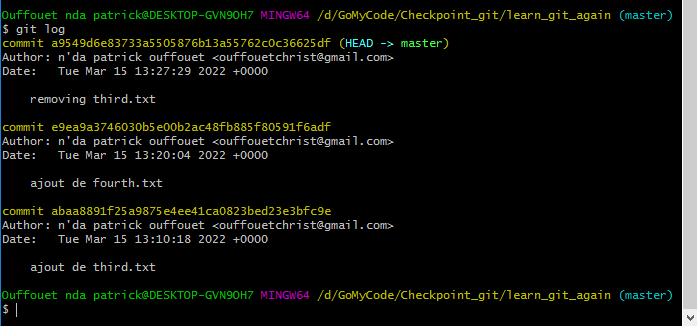 Ouffouet nda patrick@DESKTOP-GVN9OH7 MINGW64 /d/GoMyCode/Checkpoint_git/learn_git_again (master)
$ git log
commit a9549d6e83733a5505876b13a55762c0c36625df (HEAD -> master)
Author: n'da patrick ouffouet <ouffouetchrist@gmail.com>
Date:   Tue Mar 15 13:27:29 2022 +0000
removing third.txt
commit e9ea9a3746030b5e00b2ac48fb885f80591f6adf
Author: n'da patrick ouffouet <ouffouetchrist@gmail.com>
Date:   Tue Mar 15 13:20:04 2022 +0000
ajout de fourth.txt
commit abaa8891f25a9875e4ee41ca0823bed23e3bfc9e
Author: n'da patrick ouffouet <ouffouetchrist@gmail.com>
Date:   Tue Mar 15 13:10:18 2022 +0000
ajout de third.txt
Ouffouet nda patrick@DESKTOP-GVN9OH7 MINGW64 /d/GoMyCode/Checkpoint_git/learn_git_again (master)
$